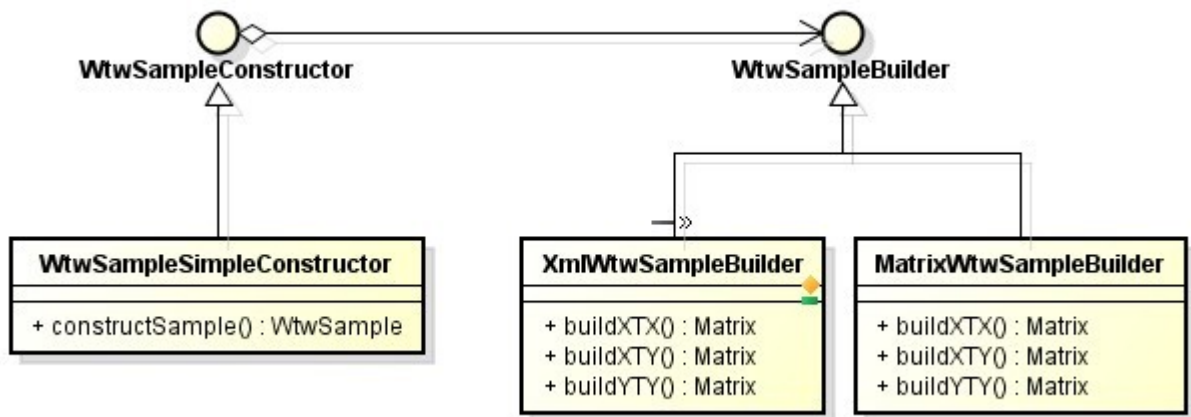 WtwSampleConstructor
WtwSampleBuilder
WtwSampleSimpleConstructor
+ constructSample() : WtwSample
XmlWtwSampleBuilder
+ buildXTX() : Matrix
+ buildXTY() : Matrix
+ buildYTY() : Matrix
MatrixWtwSampleBuilder
+ buildXTX() : Matrix
+ buildXTY() : Matrix
+ buildYTY() : Matrix